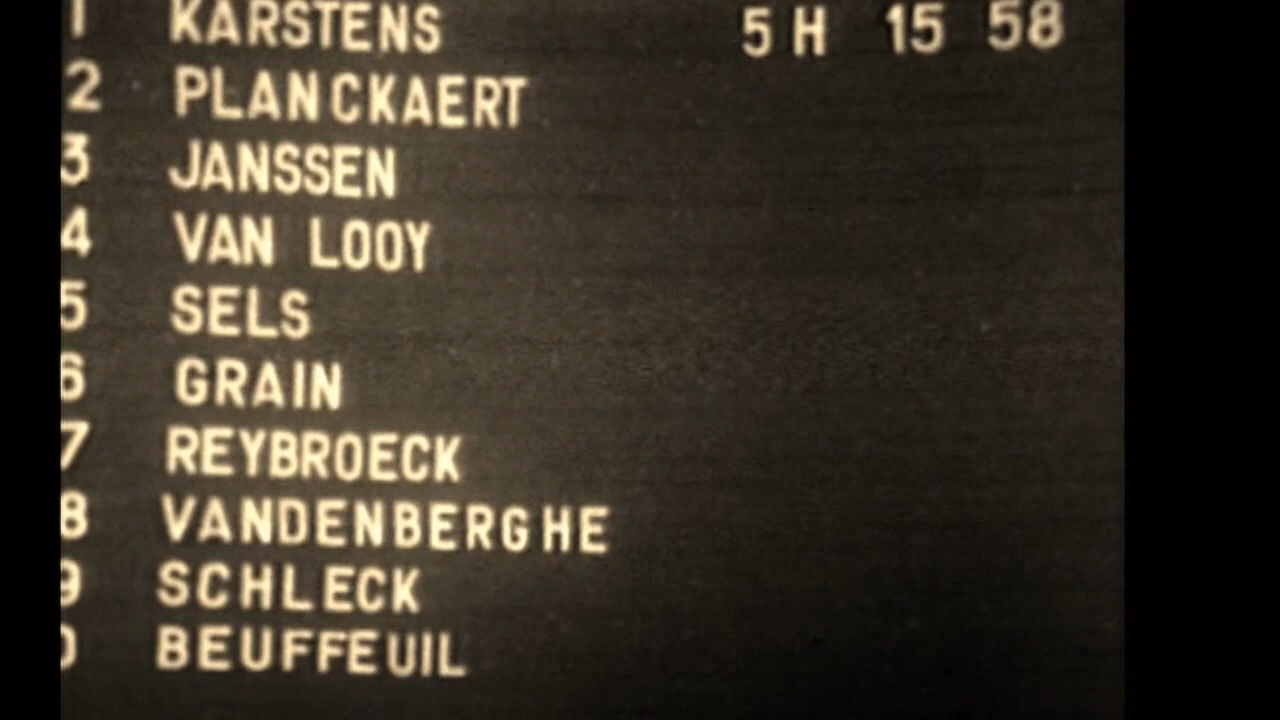 1 KARSTENS 5 H 15 58
2 PLANCKAERT
3 JANSSEN
4 VAN LOOY
5 SELS
6 GRAIN
7 REYBROECK
8 VANDENBERGHE
9 SCHLECK
0 BEUFFEUIL